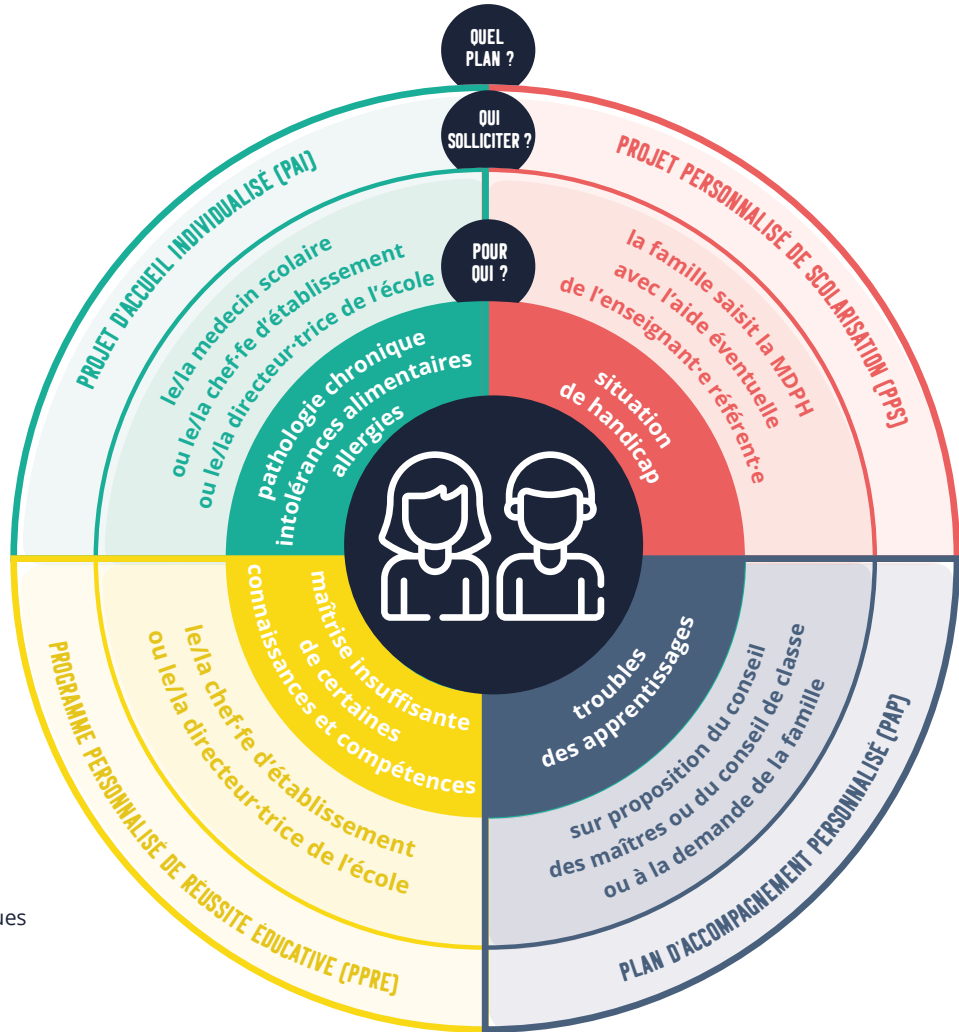 QUEL
PLAN ?
QUI
SOLLICITER ?
POUR
QUI ?
PROJET D'ACCUEIL INDIVIDUALISÉ (PAI)
le/la medecin scolaire
ou le/la chef·fe d'établissement
ou le/la directeur·trice de l'école
pathologie chronique
intolérances alimentaires
allergies
PROJET PERSONNALISÉ DE SCOLARISATION (PPS)
la famille saisit la MDPH
avec l'aide éventuelle
de l'enseignant·e référent·e
situation
de handicap
maîtrise insuffisante
de certaines
connaissances et compétences
le/la chef·fe d'établissement
ou le/la directeur·trice de l'école
PROGRAMME PERSONNALISÉ DE RÉUSSITE ÉDUCATIVE (PPRE)
troubles
des apprentissages
sur proposition du conseil
des maîtres ou du conseil de classe
ou à la demande de la famille
PLAN D'ACCOMPAGNEMENT PERSONNALISÉ (PAP)